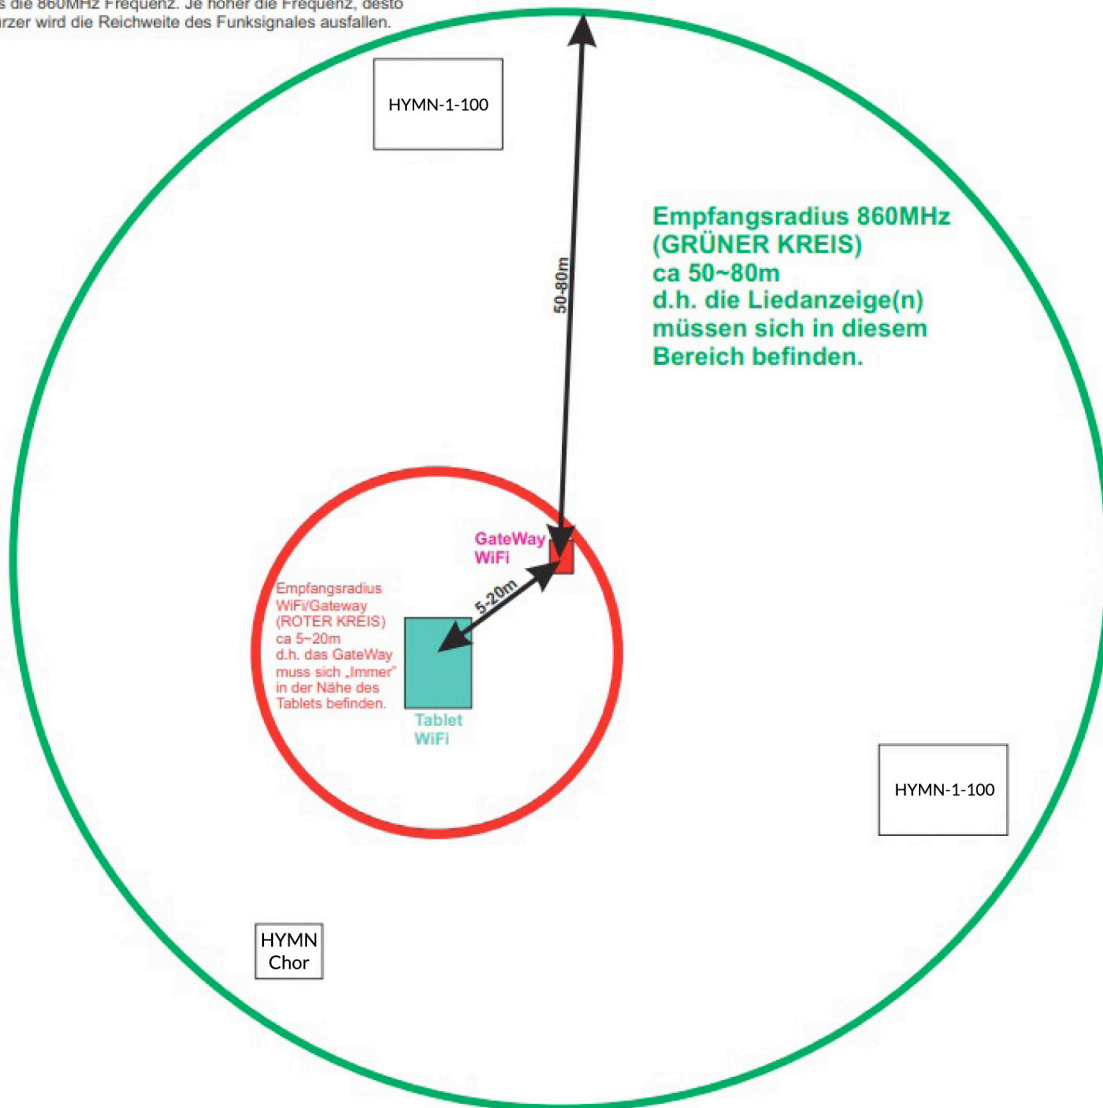 s die 860MHz Frequenz. Je höher die Frequenz, desto
ürzer wird die Reichweite des Funksignales ausfallen.
HYMN-1-100
Empfangsradius 860MHz
(GRÜNER KREIS)
ca 50~80m
d.h. die Liedanzeige(n)
müssen sich in diesem
Bereich befinden.
50-80m
GateWay
WiFi
5-20m
Empfangsradius
WiFi/Gateway
(ROTER KREIS)
ca 5~20m
d.h. das GateWay
muss sich „Immer"
in der Nähe des
Tablets befinden.
Tablet
WiFi
HYMN-1-100
HYMN
Chor